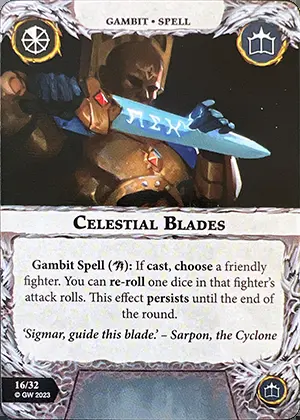 GAMBIT • SPELL
CELESTIAL BLADES
Gambit Spell ( ): If cast, choose a friendly
fighter. You can re-roll one dice in that fighter's
attack rolls. This effect persists until the end of
the round.
'Sigmar, guide this blade.' – Sarpon, the Cyclone
16/32
© GW 2023